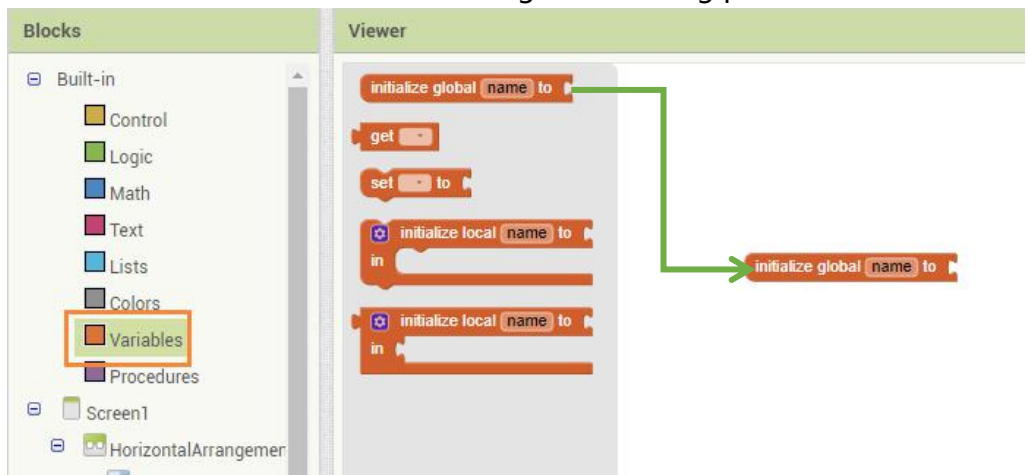 Blocks
Viewer
Built-in
Control
Logic
Math
Text
Lists
Colors
Variables
Procedures
Screen1
HorizontalArrangemer
initialize global name to
get
set to
initialize local name to
in
initialize local name to
in
initialize global name to